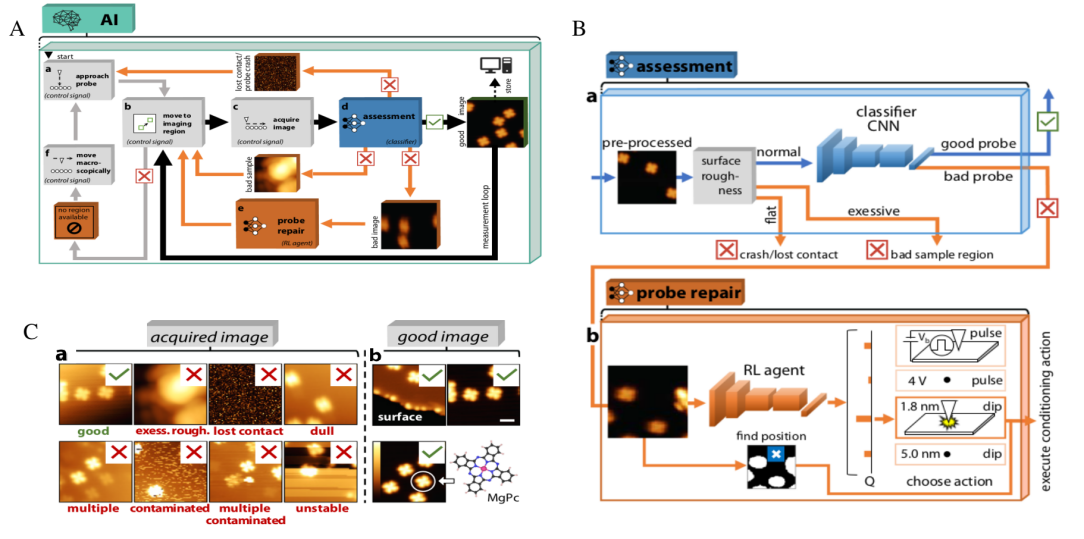 A
AI
start
a
approach
probe
(control signal)
lost contact/
probe crash
b
move to
imaging
region
(control signal)
c
acquire
image
(control signal)
d
assessment
(classifier)
good image
store
f
move
macro-
scopically
(control signal)
no region
available
bad sample
e
probe
repair
(RL agent)
bad image
measurement loop
B
assessment
a
pre-processed
surface
rough-
ness
normal
classifier
CNN
good probe
bad probe
flat
exessive
crash/lost contact
bad sample region
probe repair
b
RL agent
find position
Q
Vb
pulse
4 V
pulse
1.8 nm
dip
5.0 nm
dip
choose action
execute conditioning action
C
acquired image
a
good
exess. rough.
lost contact
dull
multiple
contaminated
multiple
contaminated
unstable
good image
b
surface
MgPc